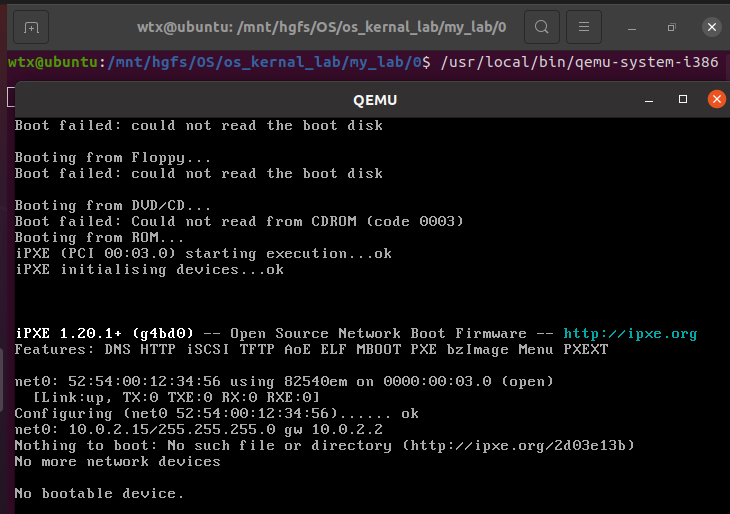 wtx@ubuntu: /mnt/hgfs/OS/os_kernal_lab/my_lab/0
wtx@ubuntu:/mnt/hgfs/OS/os_kernal_lab/my_lab/0$ /usr/local/bin/qemu-system-i386
QEMU
Boot failed: could not read the boot disk
Booting from Floppy...
Boot failed: could not read the boot disk
Booting from DVD/CD...
Boot failed: Could not read from CDROM (code 0003)
Booting from ROM...
iPXE (PCI 00:03.0) starting execution...ok
iPXE initialising devices...ok
iPXE 1.20.1+ (g4bd0) -- Open Source Network Boot Firmware -- http://ipxe.org
Features: DNS HTTP iSCSI TFTP AoE ELF MBOOT PXE bzImage Menu PXEXT
net0: 52:54:00:12:34:56 using 82540em on 0000:00:03.0 (open)
[Link:up, TX:0 TXE:0 RX:0 RXE:0]
Configuring (net0 52:54:00:12:34:56)...... ok
net0: 10.0.2.15/255.255.255.0 gw 10.0.2.2
Nothing to boot: No such file or directory (http://ipxe.org/2d03e13b)
No more network devices
No bootable device.